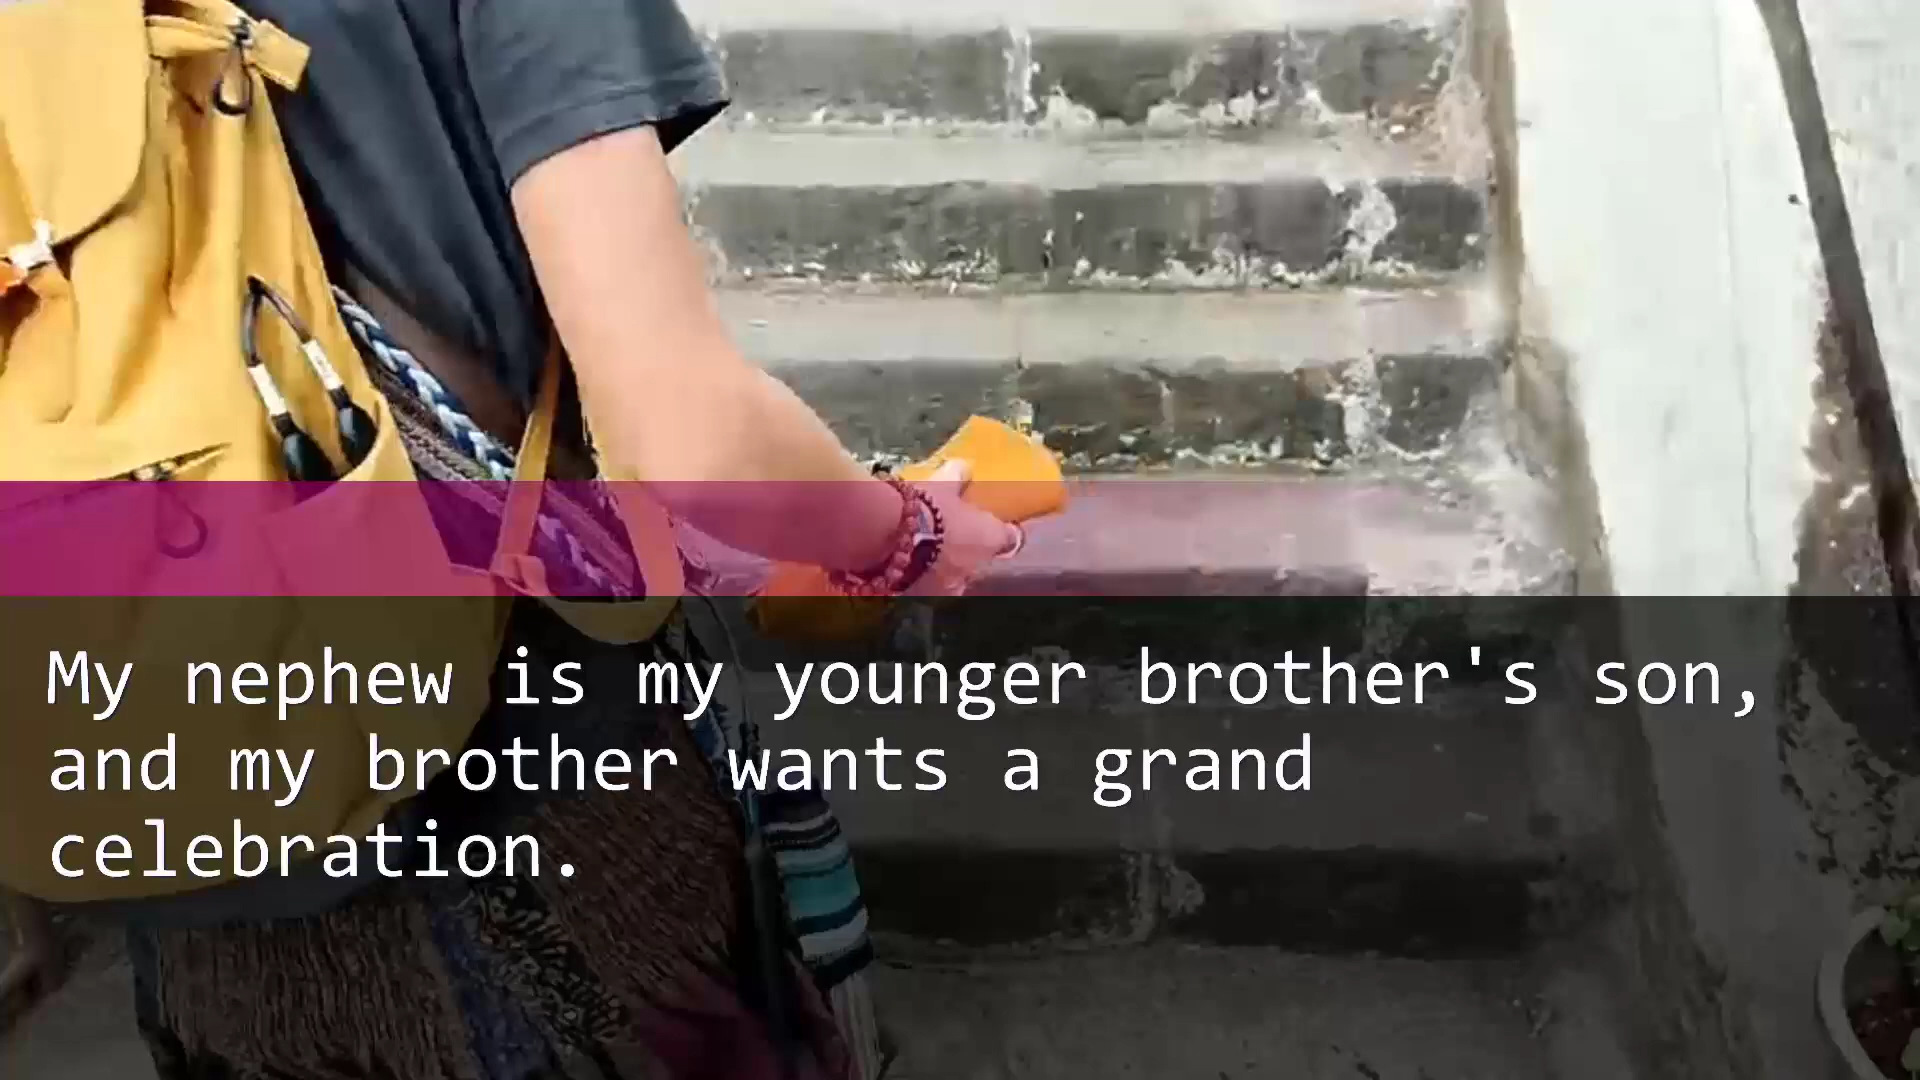 My nephew is my younger brother's son,
and my brother wants a grand
celebration.